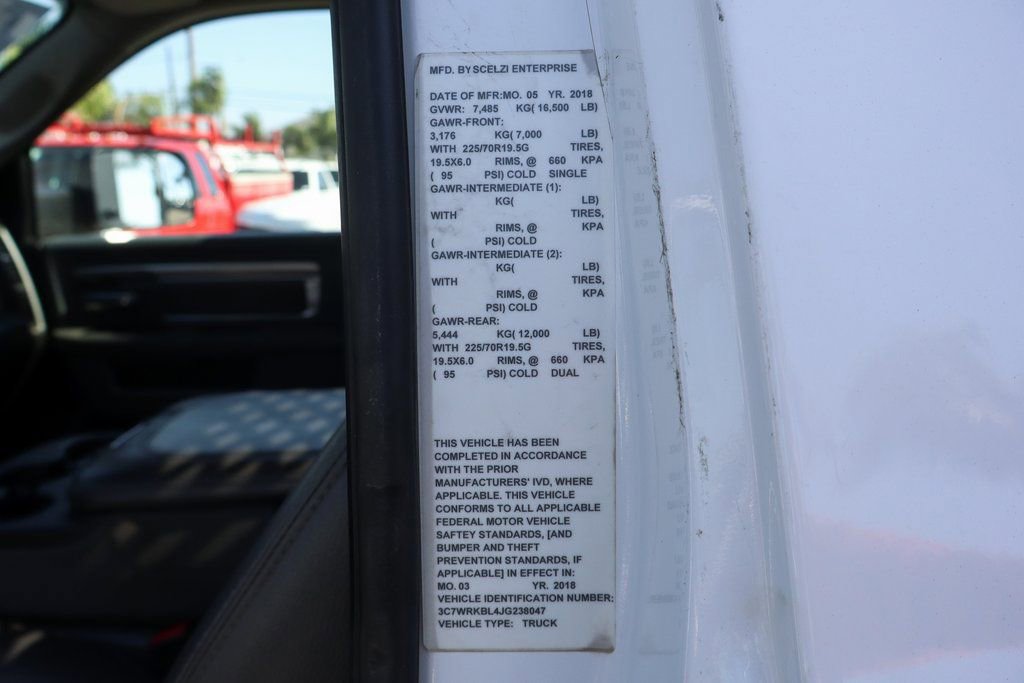 MFD. BY SCELZI ENTERPRISE
DATE OF MFR:MO. 05 YR. 2018
GVWR: 7,485 KG( 16,500 LB)
GAWR-FRONT:
3,176 KG( 7,000 LB)
WITH 225/70R19.5G TIRES,
19.5X6.0 RIMS, @ 660 KPA
( 95 PSI) COLD SINGLE
GAWR-INTERMEDIATE (1):
KG( LB)
WITH TIRES,
RIMS, @ KPA
( PSI) COLD
GAWR-INTERMEDIATE (2):
KG( LB)
WITH TIRES,
RIMS, @ KPA
( PSI) COLD
GAWR-REAR:
5,444 KG( 12,000 LB)
WITH 225/70R19.5G TIRES,
19.5X6.0 RIMS, @ 660 KPA
( 95 PSI) COLD DUAL
THIS VEHICLE HAS BEEN
COMPLETED IN ACCORDANCE
WITH THE PRIOR
MANUFACTURERS' IVD, WHERE
APPLICABLE. THIS VEHICLE
CONFORMS TO ALL APPLICABLE
FEDERAL MOTOR VEHICLE
SAFTEY STANDARDS, [AND
BUMPER AND THEFT
PREVENTION STANDARDS, IF
APPLICABLE] IN EFFECT IN:
MO. 03 YR. 2018
VEHICLE IDENTIFICATION NUMBER:
3C7WRKBL4JG238047
VEHICLE TYPE: TRUCK